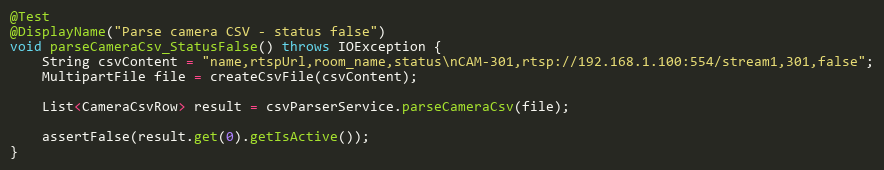 @Test
@DisplayName("Parse camera CSV - status false")
void parseCameraCsv_StatusFalse() throws IOException {
    String csvContent = "name,rtspUrl,room_name,status\nCAM-301,rtsp://192.168.1.100:554/stream1,301,false";
    MultipartFile file = createCsvFile(csvContent);
    List<CameraCsvRow> result = csvParserService.parseCameraCsv(file);
    assertFalse(result.get(0).getIsActive());
}